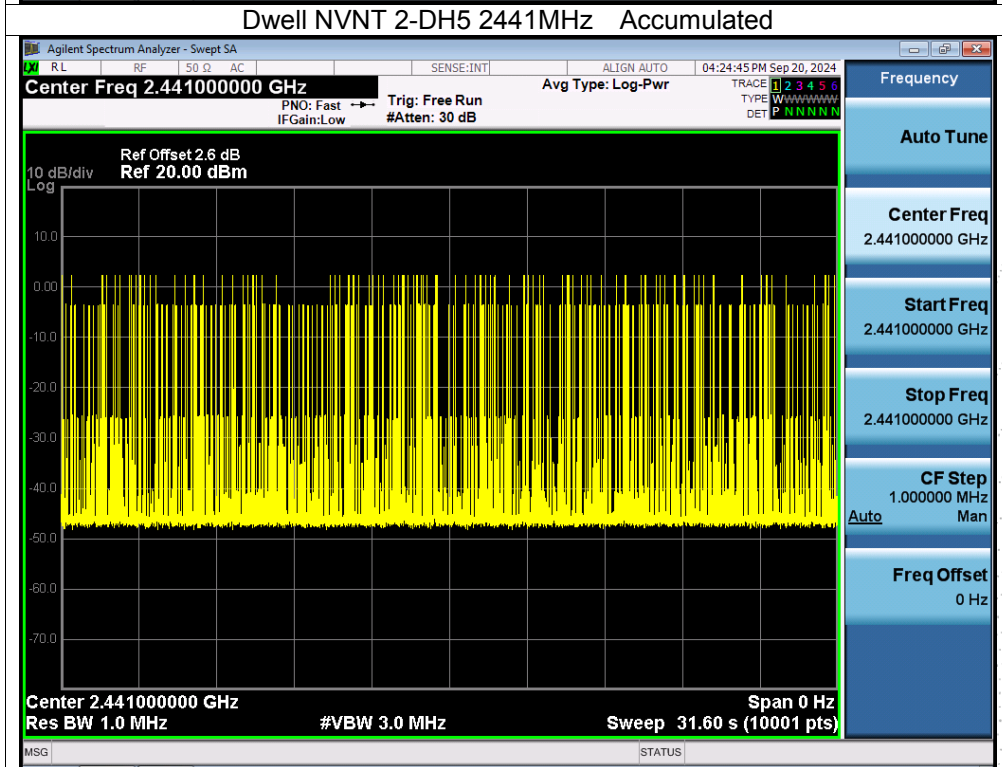 Dwell NVNT 2-DH5 2441MHz Accumulated
Agilent Spectrum Analyzer - Swept SA
LXI RL RF 50 Ω AC SENSE:INT ALIGN AUTO 04:24:45 PM Sep 20, 2024
Center Freq 2.441000000 GHz
PNO: Fast
IFGain:Low
Trig: Free Run
#Atten: 30 dB
Avg Type: Log-Pwr
TRACE 1 2 3 4 5 6
TYPE WWWWWW
DET P N N N N N
Ref Offset 2.6 dB
10 dB/div Ref 20.00 dBm
Log
10.0
0.00
-10.0
-20.0
-30.0
-40.0
-50.0
-60.0
-70.0
Center 2.441000000 GHz Span 0 Hz
Res BW 1.0 MHz #VBW 3.0 MHz Sweep 31.60 s (10001 pts)
MSG STATUS
Frequency
Auto Tune
Center Freq
2.441000000 GHz
Start Freq
2.441000000 GHz
Stop Freq
2.441000000 GHz
CF Step
1.000000 MHz
Auto Man
Freq Offset
0 Hz